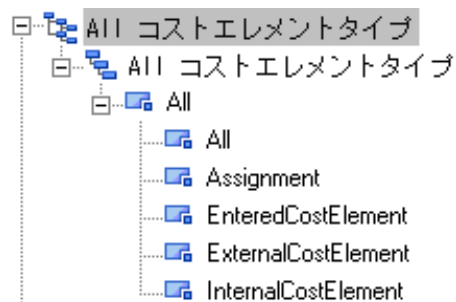 All コストエレメントタイプ
All コストエレメントタイプ
All
All
Assignment
EnteredCostElement
ExternalCostElement
InternalCostElement